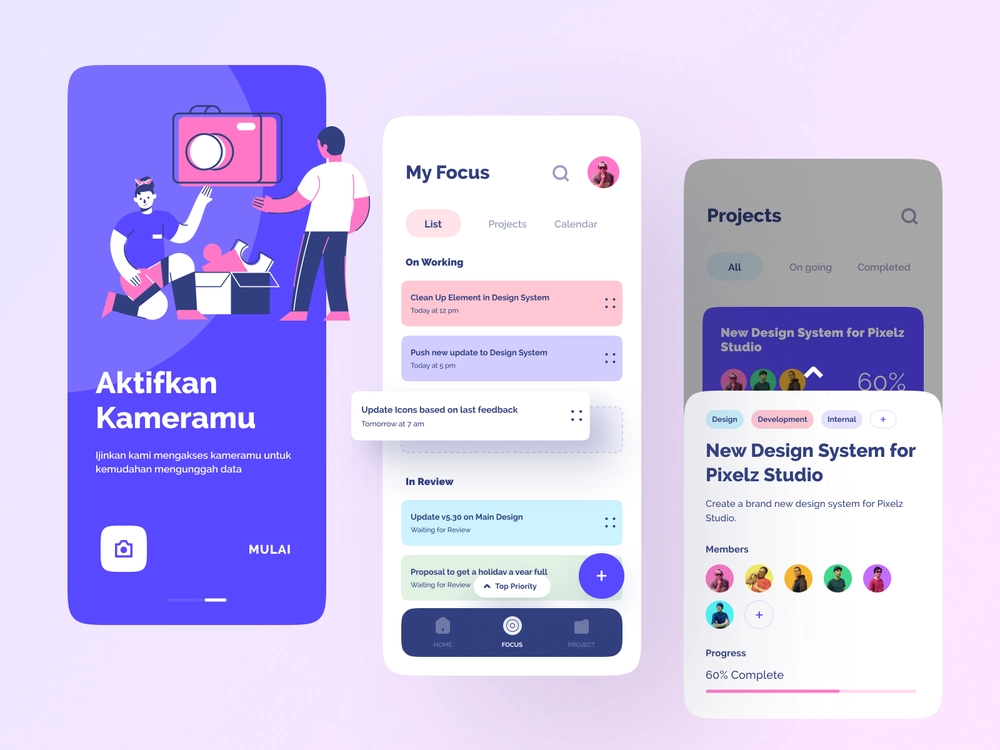 Aktifkan
Kameramu
Ijinkan kami mengakses kameramu untuk
kemudahan mengunggah data
MULAI
My Focus
List
Projects
Calendar
On Working
Clean Up Element in Design System
Today at 12 pm
Push new update to Design System
Today at 5 pm
Update Icons based on last feedback
Tomorrow at 7 am
In Review
Update v5.30 on Main Design
Waiting for Review
Proposal to get a holiday a year full
Waiting for Review
Top Priority
+
HOME
FOCUS
PROJECT
Projects
All
On going
Completed
New Design System for Pixelz
Studio
60%
Design
Development
Internal
+
New Design System for
Pixelz Studio
Create a brand new design system for Pixelz
Studio.
Members
+
Progress
60% Complete